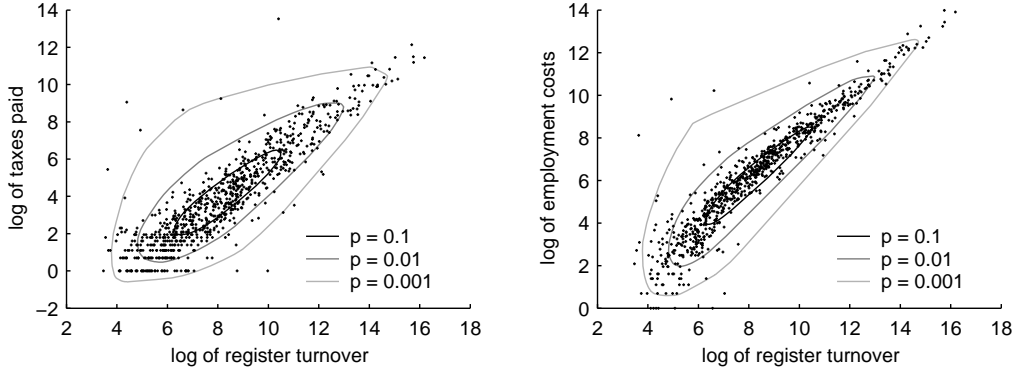 14
12
10
8
6
4
2
0
−2
log of taxes paid
p = 0.1
p = 0.01
p = 0.001
2 4 6 8 10 12 14 16 18
log of register turnover
14
12
10
8
6
4
2
0
log of employment costs
p = 0.1
p = 0.01
p = 0.001
2 4 6 8 10 12 14 16 18
log of register turnover